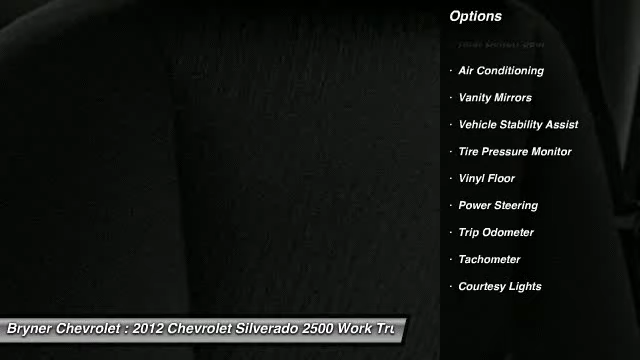 Options
· Air Conditioning
· Vanity Mirrors
· Vehicle Stability Assist
· Tire Pressure Monitor
· Vinyl Floor
· Power Steering
· Trip Odometer
· Tachometer
· Courtesy Lights
Bryner Chevrolet : 2012 Chevrolet Silverado 2500 Work Tru